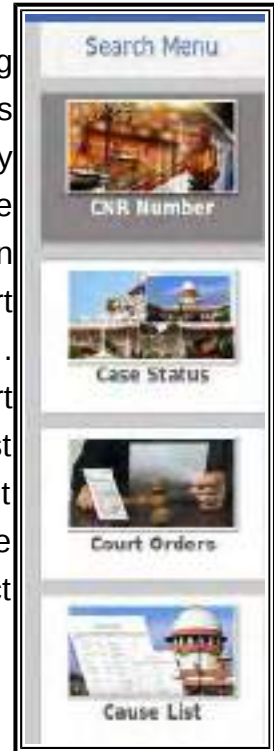 Search Menu
CNR Number
Case Status
Court Orders
Cause List